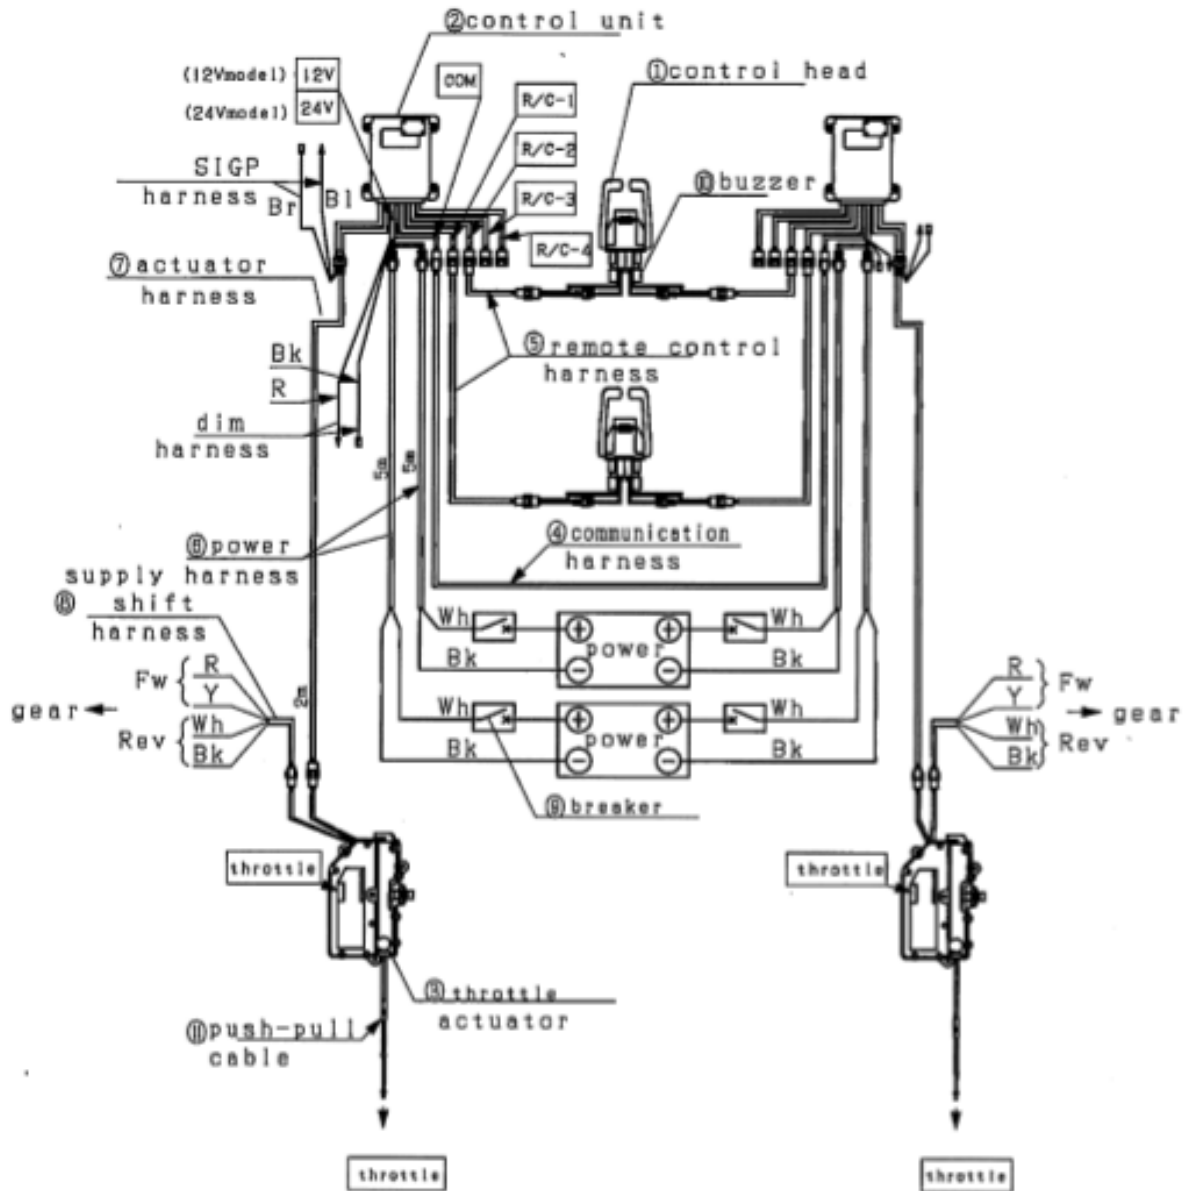 ②control unit
(12Vmodel) 12V
(24Vmodel) 24V
COM
①control head
R/C-1
R/C-2
R/C-3
R/C-4
⑩buzzer
SIGP
harness
Br
Bl
⑦actuator
harness
⑤remote control
harness
Bk
R
dim
harness
5m
5m
④communication
harness
⑥power
supply harness
⑧ shift
harness
Wh
power
Wh
Bk
Bk
Fw
R
Y
gear
Rev
Wh
Bk
2m
Wh
power
Wh
Bk
Bk
R
Y
Fw
gear
Wh
Bk
Rev
⑨breaker
throttle
throttle
③throttle
actuator
⑪push-pull
cable
throttle
throttle